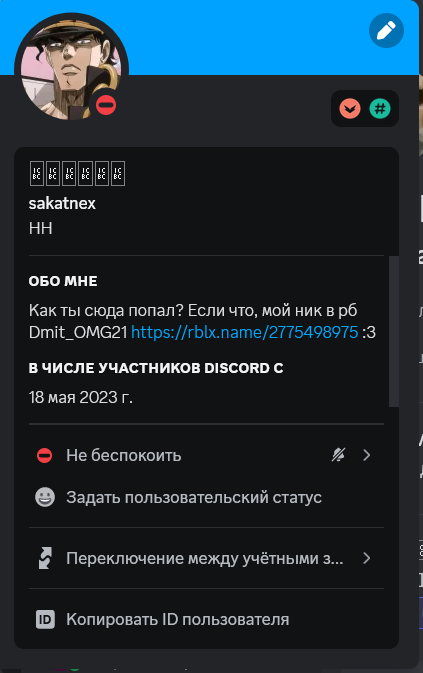 sakatnex
НН
ОБО МНЕ
Как ты сюда попал? Если что, мой ник в рб
Dmit_OMG21 https://rblx.name/2775498975 :3
В ЧИСЛЕ УЧАСТНИКОВ DISCORD С
18 мая 2023 г.
Не беспокоить
Задать пользовательский статус
Переключение между учётными з...
ID Копировать ID пользователя